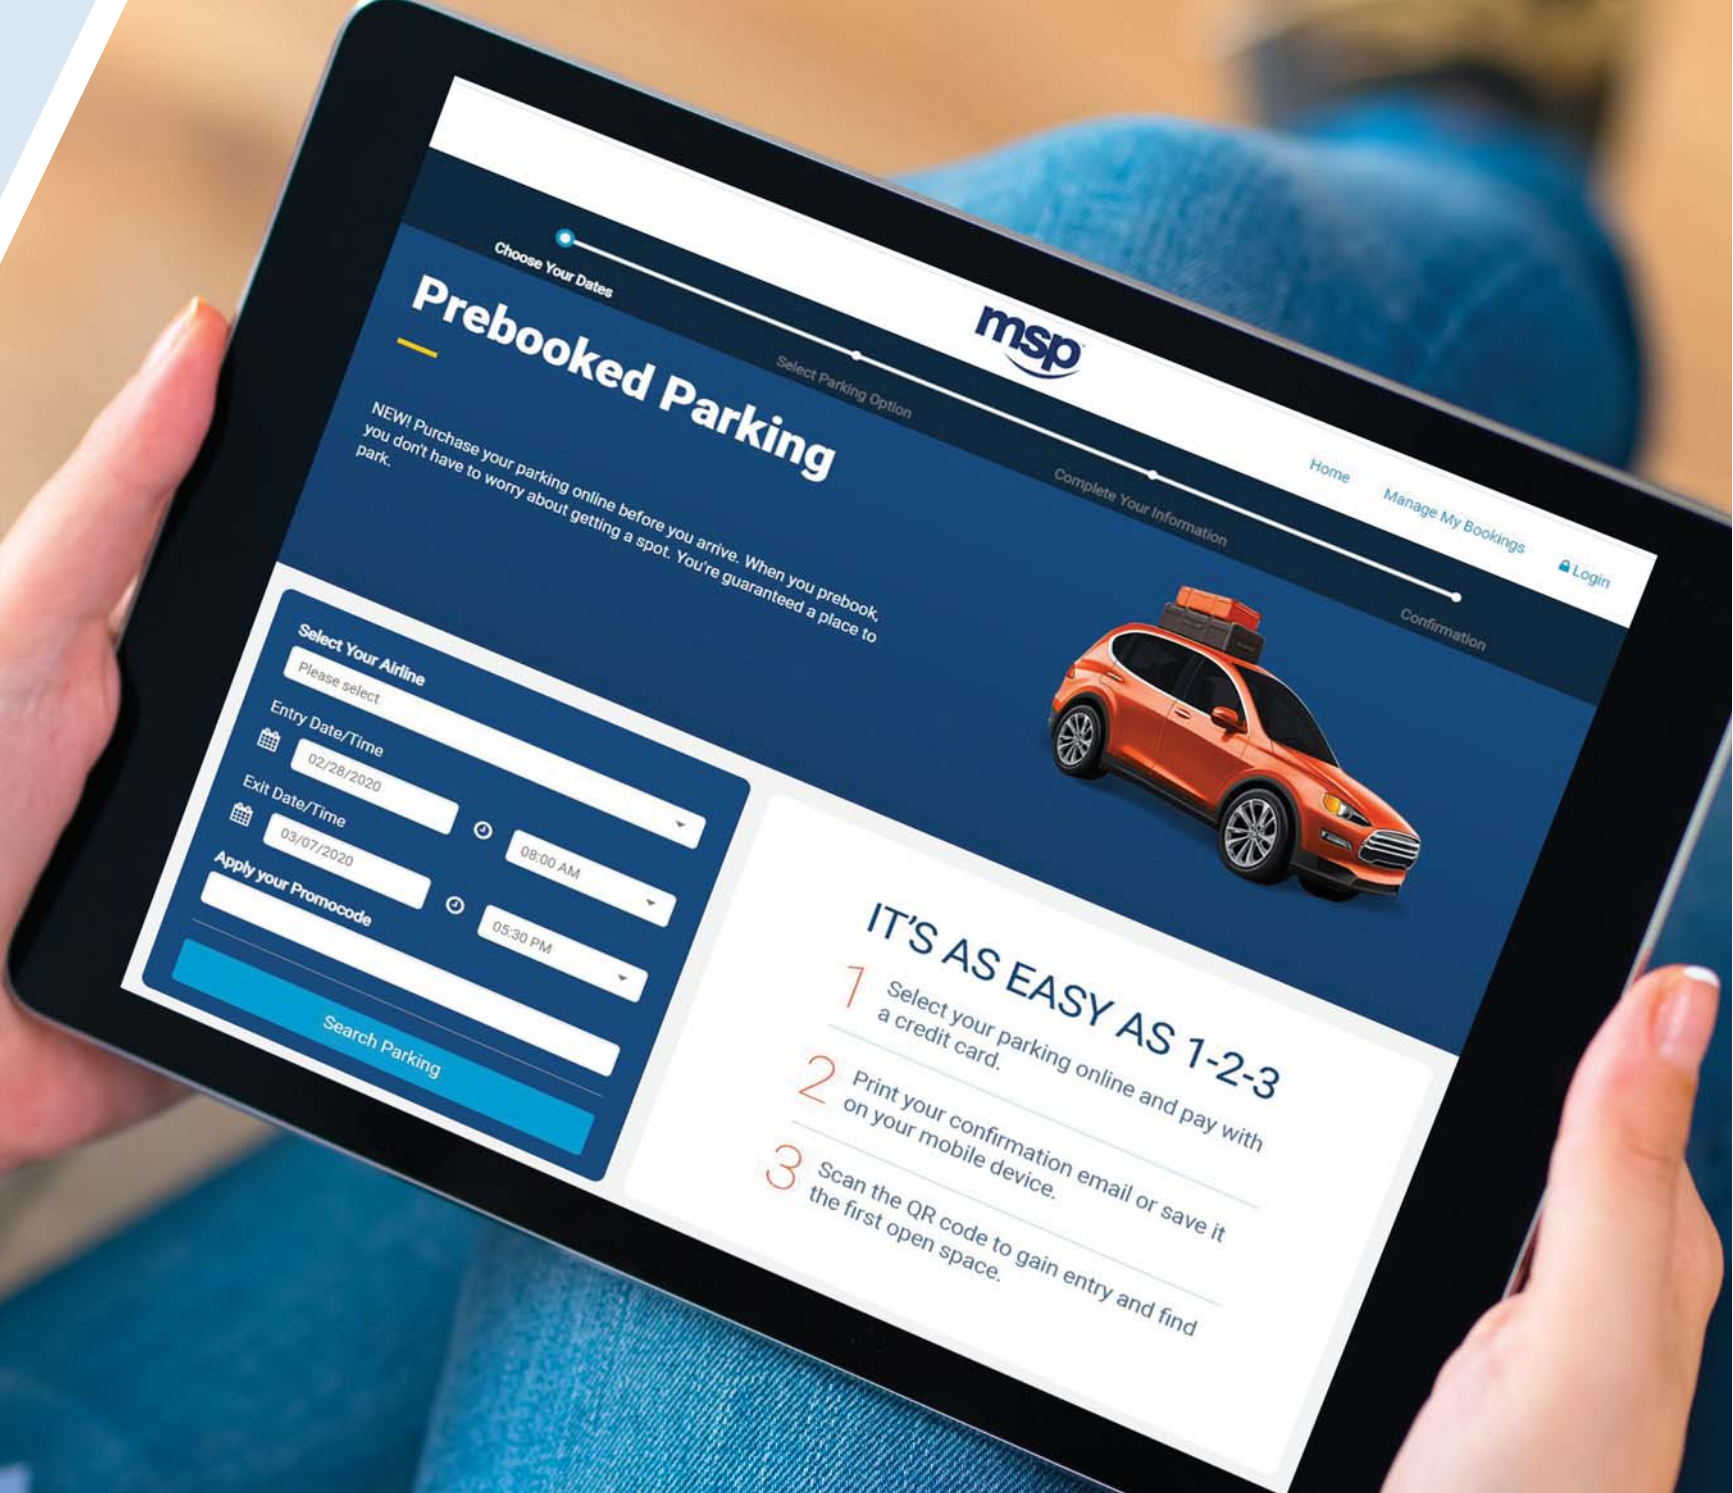 msp
Home
Manage My Bookings
Login
Choose Your Dates
Select Parking Option
Complete Your Information
Confirmation
Prebooked Parking
NEW! Purchase your parking online before you arrive. When you prebook,
you don't have to worry about getting a spot. You're guaranteed a place to
park.
Select Your Airline
Please select
Entry Date/Time
02/28/2020
08:00 AM
Exit Date/Time
03/07/2020
05:30 PM
Apply your Promocode
Search Parking
IT'S AS EASY AS 1-2-3
1 Select your parking online and pay with
a credit card.
2 Print your confirmation email or save it
on your mobile device.
3 Scan the QR code to gain entry and find
the first open space.